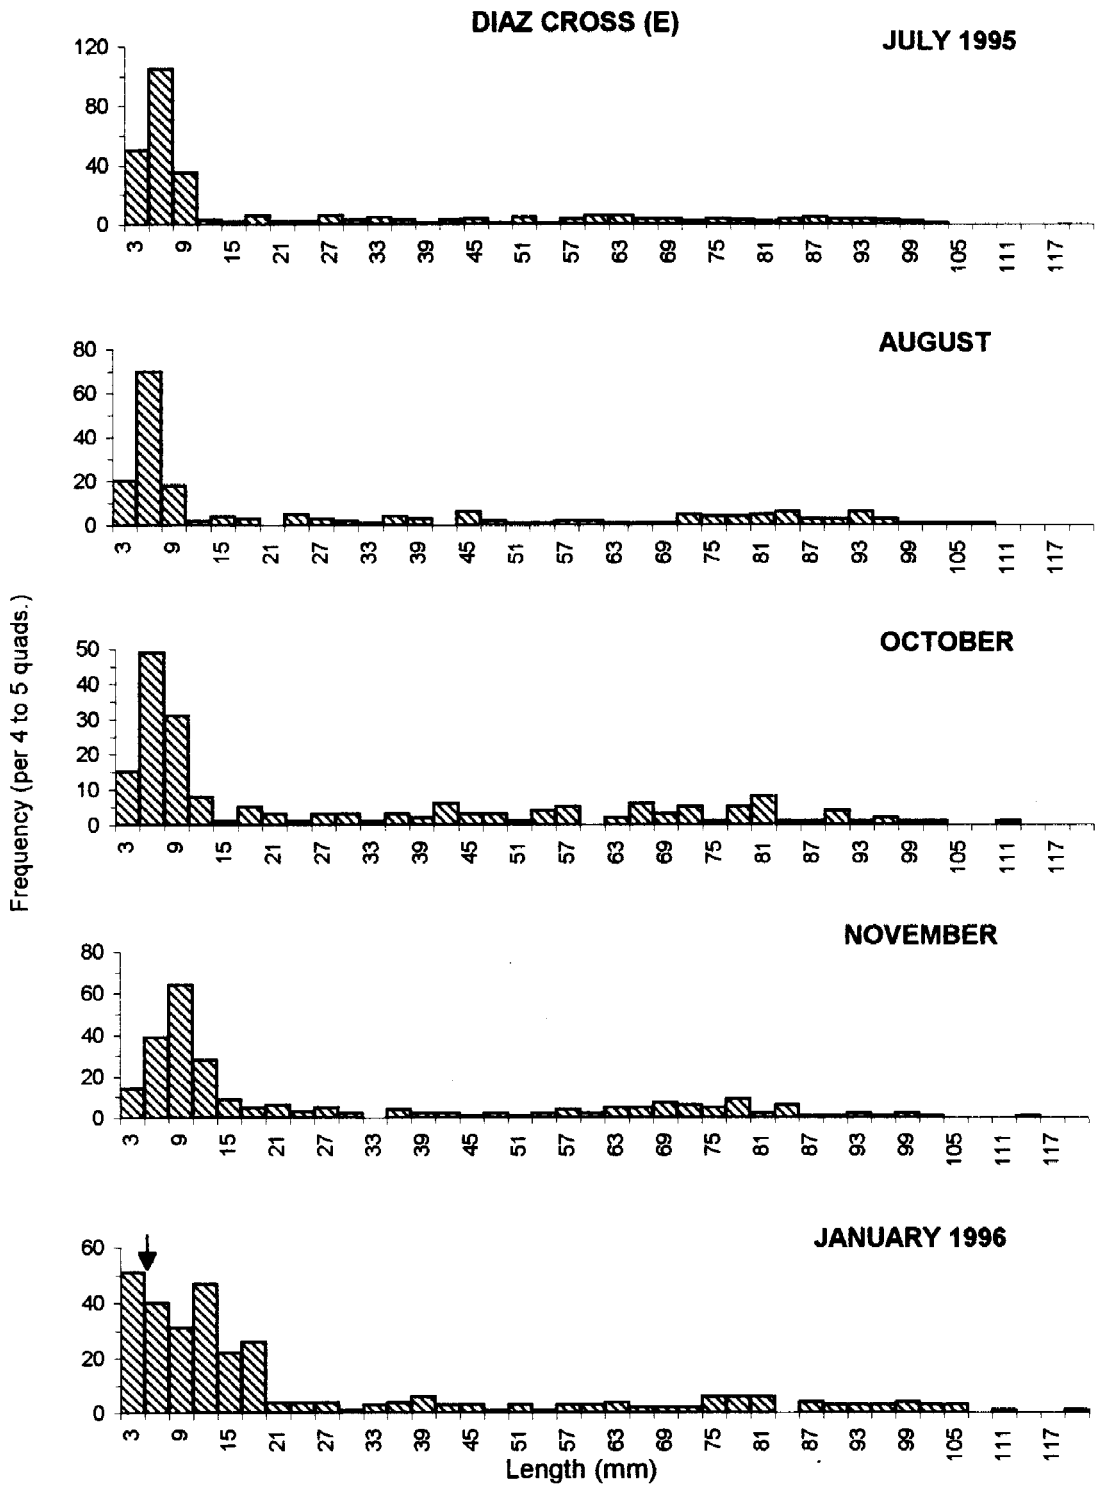 DIAZ CROSS (E)
JULY 1995
120
80
40
0
3 9 15 21 27 33 39 45 51 57 63 69 75 81 87 93 99 105 111 117
AUGUST
80
60
40
20
0
3 9 15 21 27 33 39 45 51 57 63 69 75 81 87 93 99 105 111 117
Frequency (per 4 to 5 quads.)
OCTOBER
50
40
30
20
10
0
3 9 15 21 27 33 39 45 51 57 63 69 75 81 87 93 99 105 111 117
NOVEMBER
80
60
40
20
0
3 9 15 21 27 33 39 45 51 57 63 69 75 81 87 93 99 105 111 117
JANUARY 1996
60
40
20
0
3 9 15 21 27 33 39 45 51 57 63 69 75 81 87 93 99 105 111 117
Length (mm)